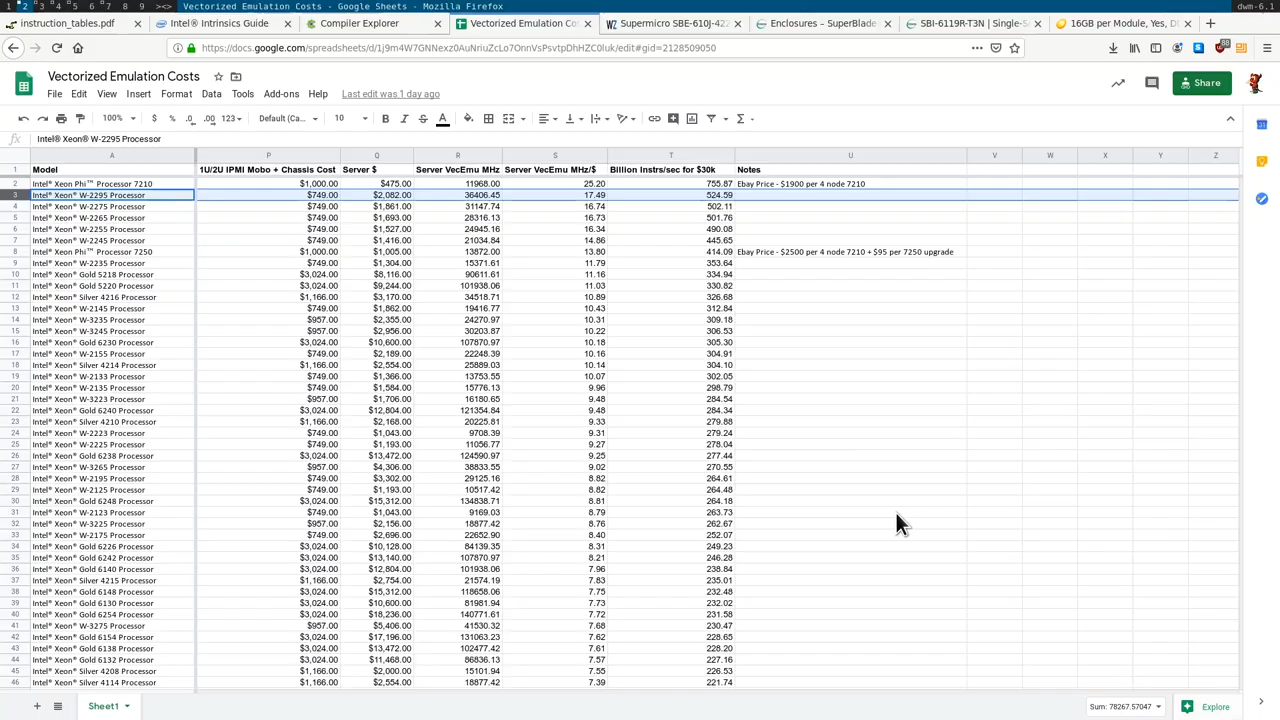 1 2 3 4 5 6 7 8 9 ><> Vectorized Emulation Costs - Google Sheets - Mozilla Firefox dwm-6.1
instruction_tables.pdf Intel® Intrinsics Guide Compiler Explorer Vectorized Emulation Co Supermicro SBE-610J-42 Enclosures – SuperBlade SBI-6119R-T3N | Single-S 16GB per Module, Yes, D
https://docs.google.com/spreadsheets/d/1j9m4W7GNNcxz0AuNriuZcLo7OnnVsPsvtpDhHZC0luk/edit#gid=2128509050
Vectorized Emulation Costs
Share
File Edit View Insert Format Data Tools Add-ons Help Last edit was 1 day ago
100% $ % .0 .00 123 Default (Ca... 10 B I S A
fx Intel® Xeon® W-2295 Processor
A P Q R S T U V W X Y Z
1 Model 1U/2U IPMI Mobo + Chassis Cost Server $ Server VecEmu MHz Server VecEmu MHz/$ Billion Instrs/sec for $30k Notes
2 Intel® Xeon Phi™ Processor 7210 $1,000.00 $475.00 11968.00 25.20 755.87 Ebay Price - $1900 per 4 node 7210
3 Intel® Xeon® W-2295 Processor $749.00 $2,082.00 36406.45 17.49 524.59
4 Intel® Xeon® W-2275 Processor $749.00 $1,861.00 31147.74 16.74 502.11
5 Intel® Xeon® W-2265 Processor $749.00 $1,693.00 28316.13 16.73 501.76
6 Intel® Xeon® W-2255 Processor $749.00 $1,527.00 24945.16 16.34 490.08
7 Intel® Xeon® W-2245 Processor $749.00 $1,416.00 21034.84 14.86 445.65
8 Intel® Xeon Phi™ Processor 7250 $1,000.00 $1,005.00 13872.00 13.80 414.09 Ebay Price - $2500 per 4 node 7210 + $95 per 7250 upgrade
9 Intel® Xeon® W-2235 Processor $749.00 $1,304.00 15371.61 11.79 353.64
10 Intel® Xeon® Gold 5218 Processor $3,024.00 $8,116.00 90611.61 11.16 334.94
11 Intel® Xeon® Gold 5220 Processor $3,024.00 $9,244.00 101938.06 11.03 330.82
12 Intel® Xeon® Silver 4216 Processor $1,166.00 $3,170.00 34518.71 10.89 326.68
13 Intel® Xeon® W-2145 Processor $749.00 $1,862.00 19416.77 10.43 312.84
14 Intel® Xeon® W-3235 Processor $957.00 $2,355.00 24270.97 10.31 309.18
15 Intel® Xeon® W-3245 Processor $957.00 $2,956.00 30203.87 10.22 306.53
16 Intel® Xeon® Gold 6230 Processor $3,024.00 $10,600.00 107870.97 10.18 305.30
17 Intel® Xeon® W-2155 Processor $749.00 $2,189.00 22248.39 10.16 304.91
18 Intel® Xeon® Silver 4214 Processor $1,166.00 $2,554.00 25889.03 10.14 304.10
19 Intel® Xeon® W-2133 Processor $749.00 $1,366.00 13753.55 10.07 302.05
20 Intel® Xeon® W-2135 Processor $749.00 $1,584.00 15776.13 9.96 298.79
21 Intel® Xeon® W-3223 Processor $957.00 $1,706.00 16180.65 9.48 284.54
22 Intel® Xeon® Gold 6240 Processor $3,024.00 $12,804.00 121354.84 9.48 284.34
23 Intel® Xeon® Silver 4210 Processor $1,166.00 $2,168.00 20225.81 9.33 279.88
24 Intel® Xeon® W-2223 Processor $749.00 $1,043.00 9708.39 9.31 279.24
25 Intel® Xeon® W-2225 Processor $749.00 $1,193.00 11056.77 9.27 278.04
26 Intel® Xeon® Gold 6238 Processor $3,024.00 $13,472.00 124590.97 9.25 277.44
27 Intel® Xeon® W-3265 Processor $957.00 $4,306.00 38833.55 9.02 270.55
28 Intel® Xeon® W-2195 Processor $749.00 $3,302.00 29125.16 8.82 264.61
29 Intel® Xeon® W-2125 Processor $749.00 $1,193.00 10517.42 8.82 264.48
30 Intel® Xeon® Gold 6248 Processor $3,024.00 $15,312.00 134838.71 8.81 264.18
31 Intel® Xeon® W-2123 Processor $749.00 $1,043.00 9169.03 8.79 263.73
32 Intel® Xeon® W-3225 Processor $957.00 $2,156.00 18877.42 8.76 262.67
33 Intel® Xeon® W-2175 Processor $749.00 $2,696.00 22652.90 8.40 252.07
34 Intel® Xeon® Gold 6226 Processor $3,024.00 $10,128.00 84139.35 8.31 249.23
35 Intel® Xeon® Gold 6242 Processor $3,024.00 $13,140.00 107870.97 8.21 246.28
36 Intel® Xeon® Gold 6140 Processor $3,024.00 $12,804.00 101938.06 7.96 238.84
37 Intel® Xeon® Silver 4215 Processor $1,166.00 $2,754.00 21574.19 7.83 235.01
38 Intel® Xeon® Gold 6148 Processor $3,024.00 $15,312.00 118658.06 7.75 232.48
39 Intel® Xeon® Gold 6130 Processor $3,024.00 $10,600.00 81981.94 7.73 232.02
40 Intel® Xeon® Gold 6254 Processor $3,024.00 $18,236.00 140771.61 7.72 231.58
41 Intel® Xeon® W-3275 Processor $957.00 $5,406.00 41530.32 7.68 230.47
42 Intel® Xeon® Gold 6154 Processor $3,024.00 $17,196.00 131063.23 7.62 228.65
43 Intel® Xeon® Gold 6138 Processor $3,024.00 $13,472.00 102477.42 7.61 228.20
44 Intel® Xeon® Gold 6132 Processor $3,024.00 $11,468.00 86836.13 7.57 227.16
45 Intel® Xeon® Silver 4208 Processor $1,166.00 $2,000.00 15101.94 7.55 226.53
46 Intel® Xeon® Silver 4114 Processor $1,166.00 $2,554.00 18877.42 7.39 221.74
Sheet1 Sum: 78267.57047 Explore